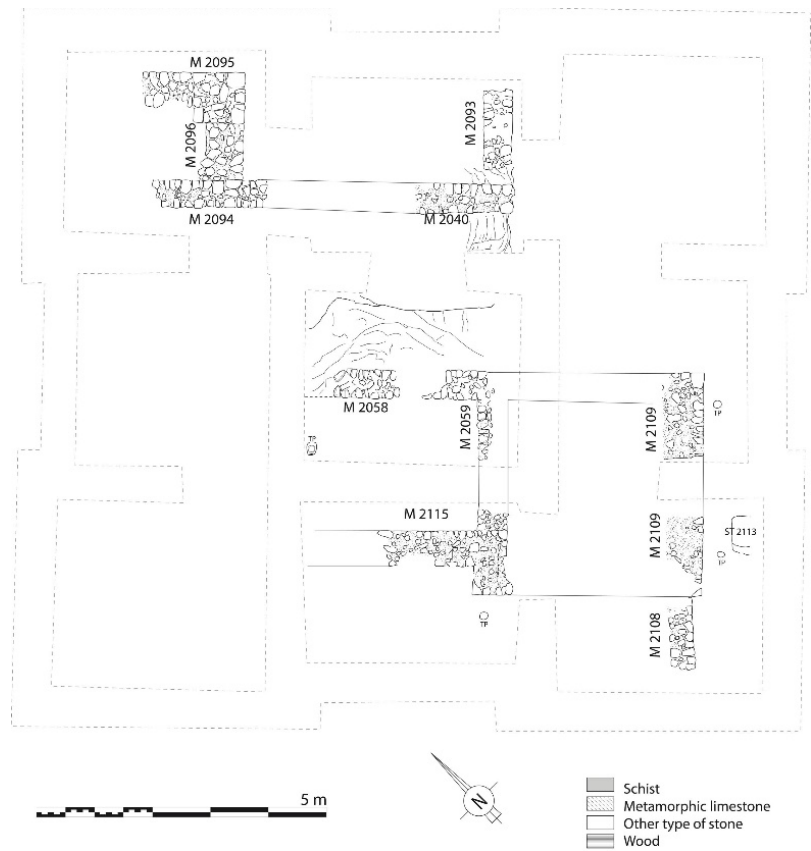 M 2095
M 2096
M 2093
M 2094
M 2040
M 2058
M 2059
M 2109
TP
TP
M 2115
M 2109
ST 2113
TP
TP
M 2108
5 m
N
Schist
Metamorphic limestone
Other type of stone
Wood